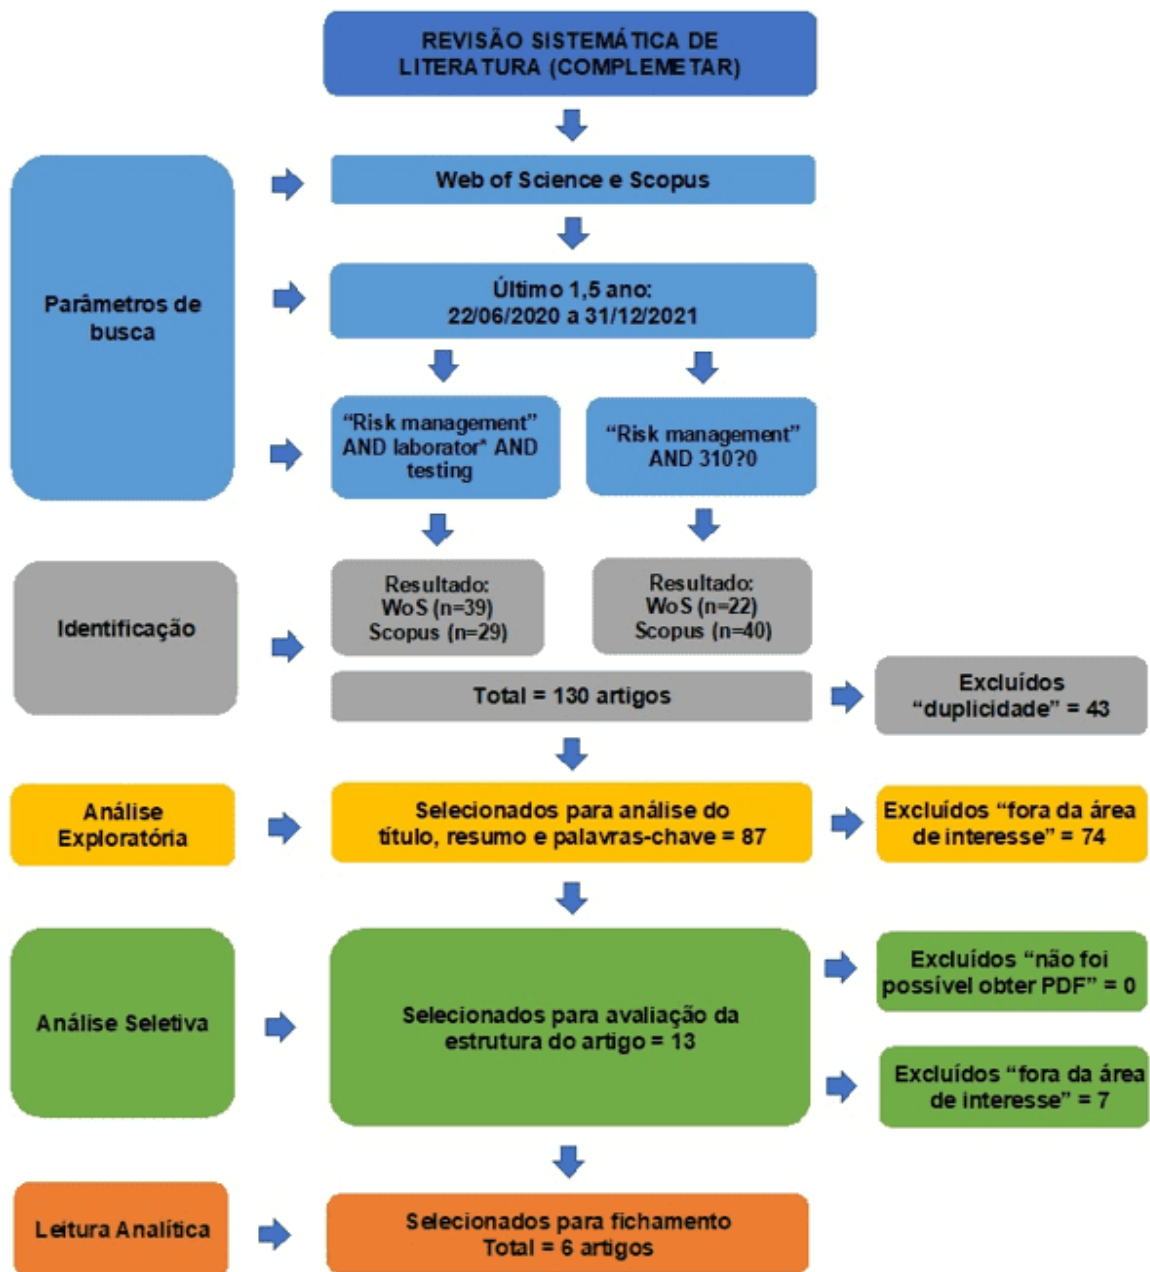 REVISÃO SISTEMÁTICA DE
LITERATURA (COMPLEMETAR)
Parâmetros de
busca
Web of Science e Scopus
Último 1,5 ano:
22/06/2020 a 31/12/2021
“Risk management”
AND laborator* AND
testing
“Risk management”
AND 310?0
Identificação
Resultado:
WoS (n=39)
Scopus (n=29)
Resultado:
WoS (n=22)
Scopus (n=40)
Total = 130 artigos
Excluídos
“duplicidade” = 43
Análise
Exploratória
Selecionados para análise do
título, resumo e palavras-chave = 87
Excluídos “fora da área
de interesse” = 74
Análise Seletiva
Selecionados para avaliação da
estrutura do artigo = 13
Excluídos “não foi
possível obter PDF” = 0
Excluídos “fora da área
de interesse” = 7
Leitura Analítica
Selecionados para fichamento
Total = 6 artigos